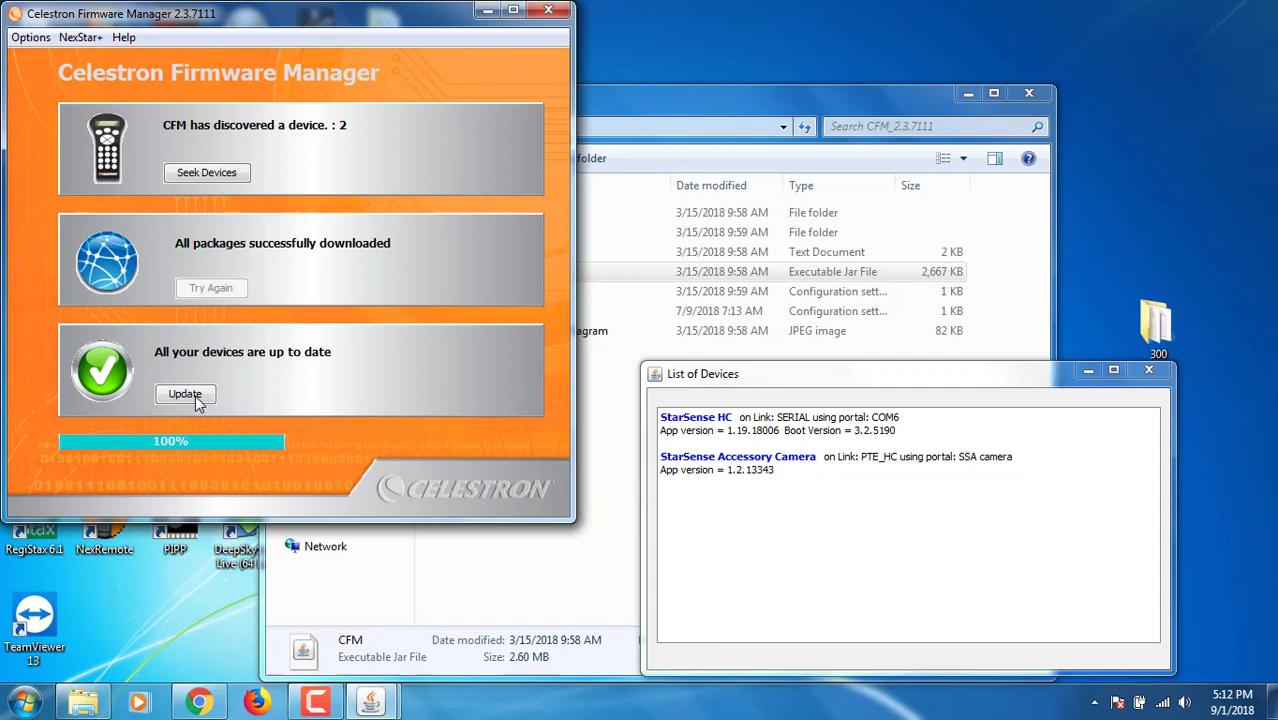 Celestron Firmware Manager 2.3.7111
Options NexStar+ Help
Celestron Firmware Manager
CFM has discovered a device. : 2
Seek Devices
All packages successfully downloaded
Try Again
All your devices are up to date
Update
100%
CELESTRON
Search CFM_2.3.7111
folder
Date modified Type Size
3/15/2018 9:58 AM File folder
3/15/2018 9:59 AM File folder
3/15/2018 9:58 AM Text Document 2 KB
3/15/2018 9:58 AM Executable Jar File 2,667 KB
3/15/2018 9:59 AM Configuration sett... 1 KB
7/9/2018 7:13 AM Configuration sett... 1 KB
agram 3/15/2018 9:58 AM JPEG image 82 KB
300
List of Devices
StarSense HC on Link: SERIAL using portal: COM6
App version = 1.19.18006 Boot Version = 3.2.5190
StarSense Accessory Camera on Link: PTE_HC using portal: SSA camera
App version = 1.2.13343
RegiStax 6.1 NexRemote PIPP DeepSky
Live (64
Network
TeamViewer
13
CFM Date modified: 3/15/2018 9:58 AM
Executable Jar File Size: 2.60 MB
5:12 PM
9/1/2018